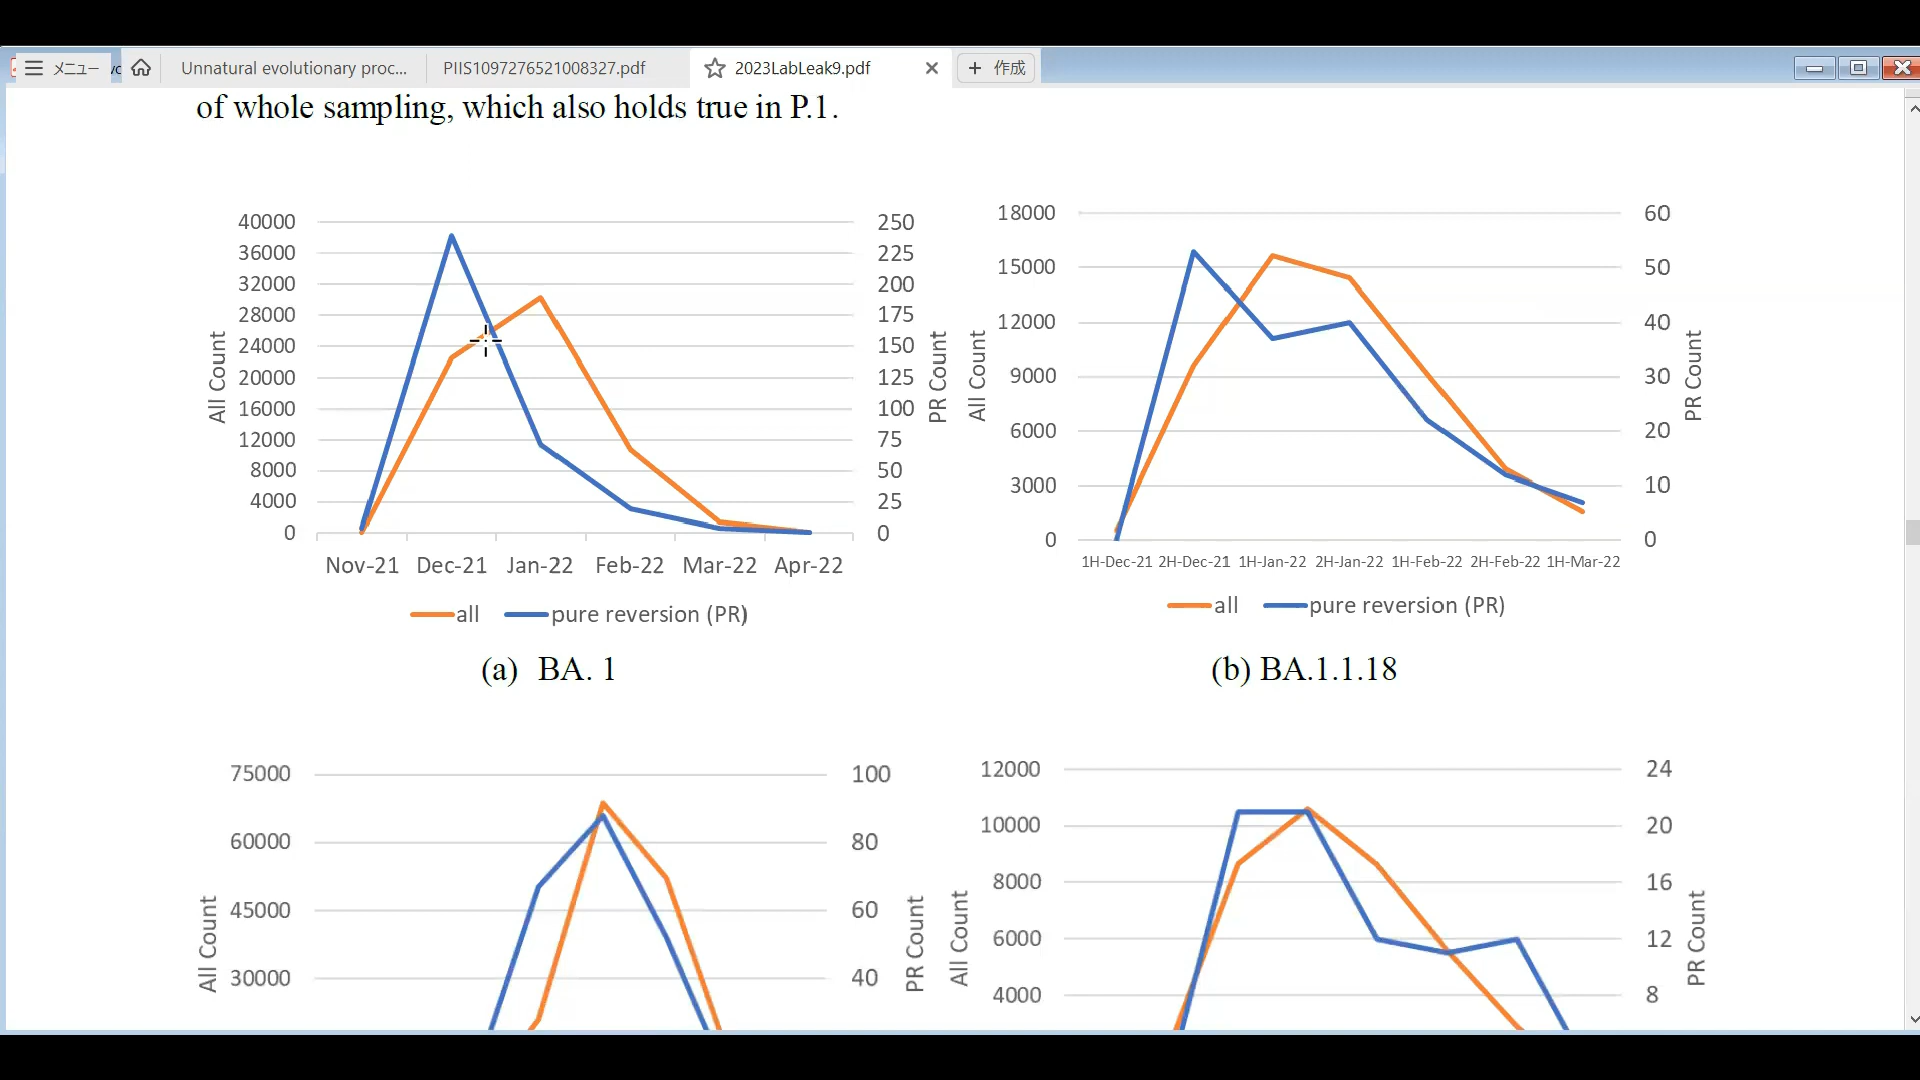 メニュー
Unnatural evolutionary proc...
PIIS1097276521008327.pdf
2023LabLeak9.pdf
作成
of whole sampling, which also holds true in P.1.
40000
36000
32000
28000
24000
20000
16000
12000
8000
4000
0
All Count
250
225
200
175
150
125
100
75
50
25
0
PR Count
Nov-21 Dec-21 Jan-22 Feb-22 Mar-22 Apr-22
all pure reversion (PR)
(a) BA. 1
18000
15000
12000
9000
6000
3000
0
All Count
60
50
40
30
20
10
0
PR Count
1H-Dec-21 2H-Dec-21 1H-Jan-22 2H-Jan-22 1H-Feb-22 2H-Feb-22 1H-Mar-22
all pure reversion (PR)
(b) BA.1.1.18
75000
60000
45000
30000
All Count
100
80
60
40
PR Count
12000
10000
8000
6000
4000
All Count
24
20
16
12
8
PR Count